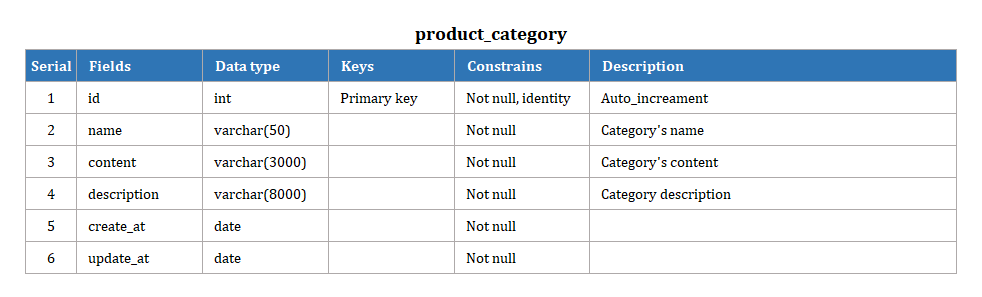 product_category
Serial Fields Data type Keys Constrains Description
1 id int Primary key Not null, identity Auto_increament
2 name varchar(50) Not null Category's name
3 content varchar(3000) Not null Category's content
4 description varchar(8000) Not null Category description
5 create_at date Not null
6 update_at date Not null